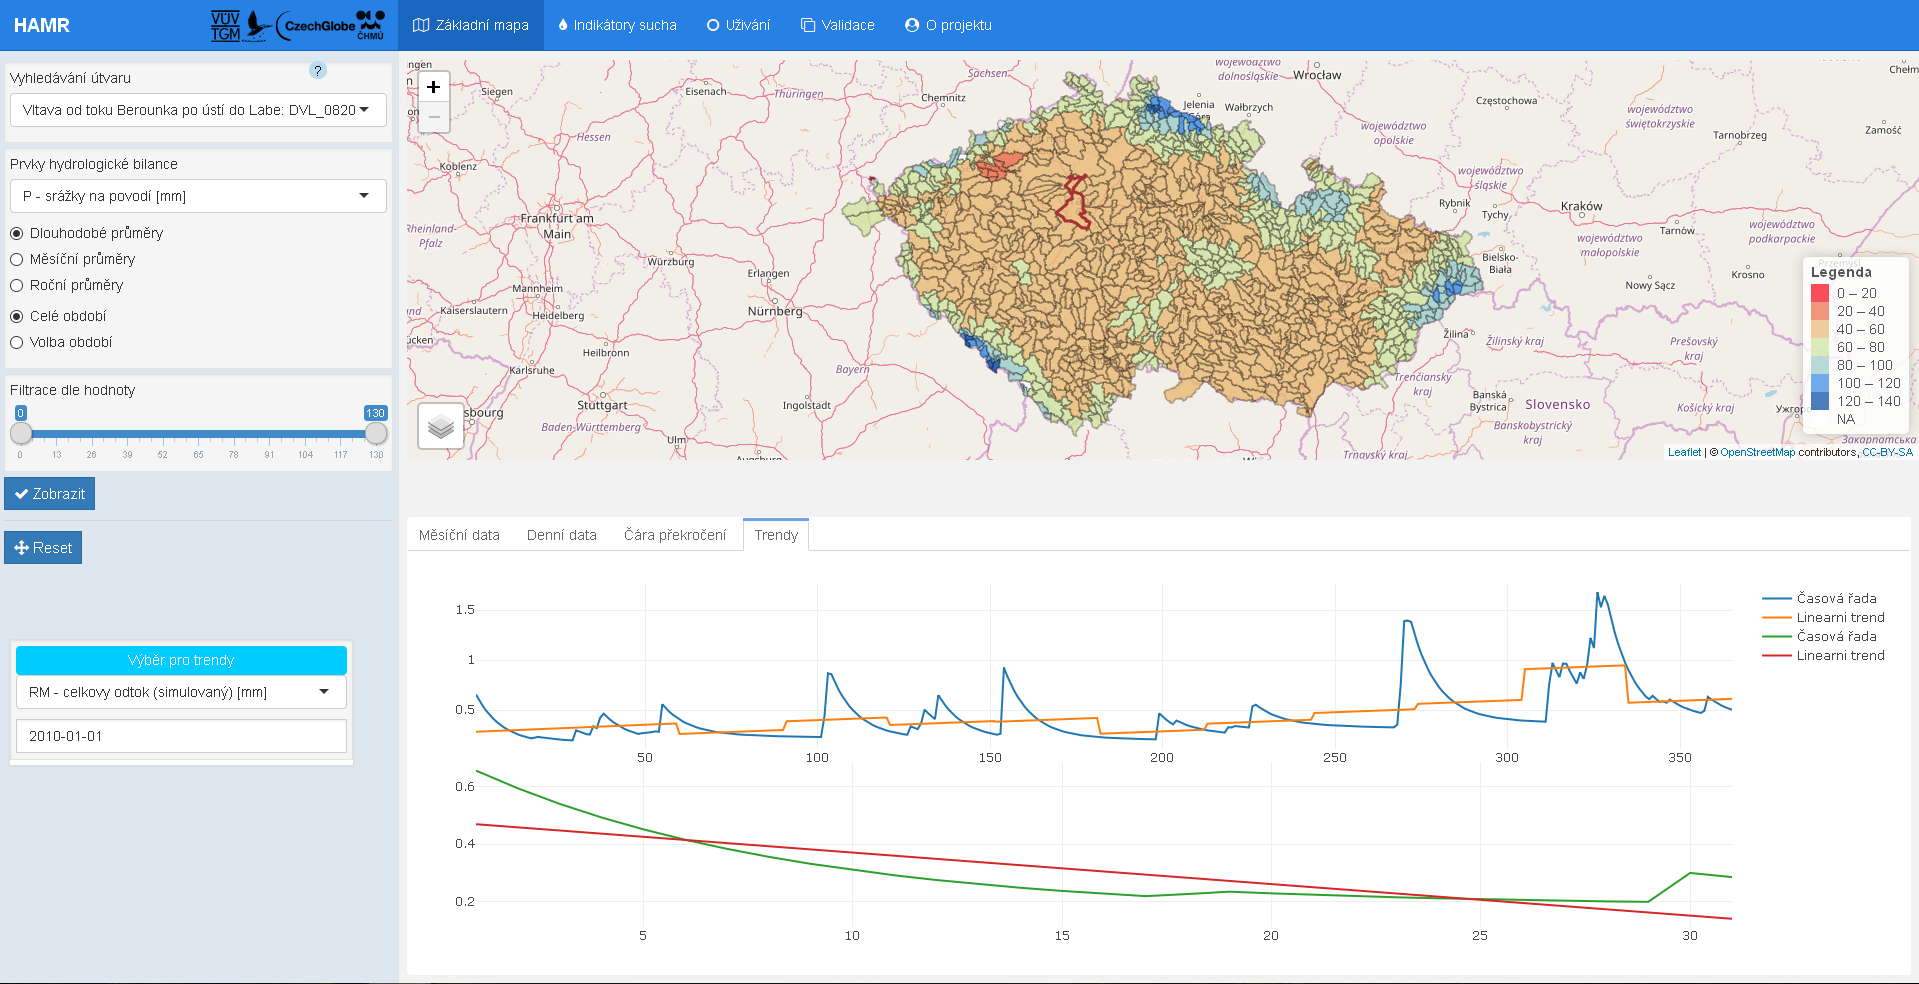 HAMR
VÚV
TGM
CzechGlobe
ČHMÚ
Základní mapa
Indikátory sucha
Užívání
Validace
O projektu
Vyhledávání útvaru
?
Vltava od toku Berounka po ústí do Labe: DVL_0820
Prvky hydrologické bilance
P - srážky na povodí [mm]
Dlouhodobé průměry
Měsíční průměry
Roční průměry
Celé období
Volba období
Filtrace dle hodnoty
0
130
0 13 26 39 52 65 78 91 104 117 130
Zobrazit
Reset
Výběr pro trendy
RM - celkovy odtok (simulovaný) [mm]
2010-01-01
+
−
Siegen
Eisenach
Thüringen
Sachsen
Chemnitz
Hessen
Koblenz
Frankfurt am
Main
Rheinland-
Pfalz
Würzburg
Erlangen
Mannheim
Kaiserslautern
Heidelberg
Nürnberg
Heilbronn
Karlsruhe
Bayern
Stuttgart
Ingolstadt
Baden-Württemberg
Ulm
Augsburg
województwo
dolnośląskie
Wrocław
Jelenia
Góra
Wałbrzych
Częstochowa
województwo
opolskie
województwo
świętokrzyskie
Tarnobrzeg
Zamość
Chełm
województwo
śląskie
Rybnik
Tychy
Kraków
Tarnów
województwo
małopolskie
województwo
podkarpackie
Bielsko-
Biała
Przemyśl
Krosno
Nowy Sącz
Žilina
Žilinský kraj
Prešovský
kraj
Trenčiansky
kraj
Banská
Bystrica
Slovensko
Banskobystrický
kraj
Košický kraj
Trnavský kraj
Закарпатська
Legenda
0 – 20
20 – 40
40 – 60
60 – 80
80 – 100
100 – 120
120 – 140
NA
Leaflet | © OpenStreetMap contributors, CC-BY-SA
Měsíční data
Denní data
Čára překročení
Trendy
1.5
1
0.5
50 100 150 200 250 300 350
Časová řada
Linearni trend
Časová řada
Linearni trend
0.6
0.4
0.2
5 10 15 20 25 30